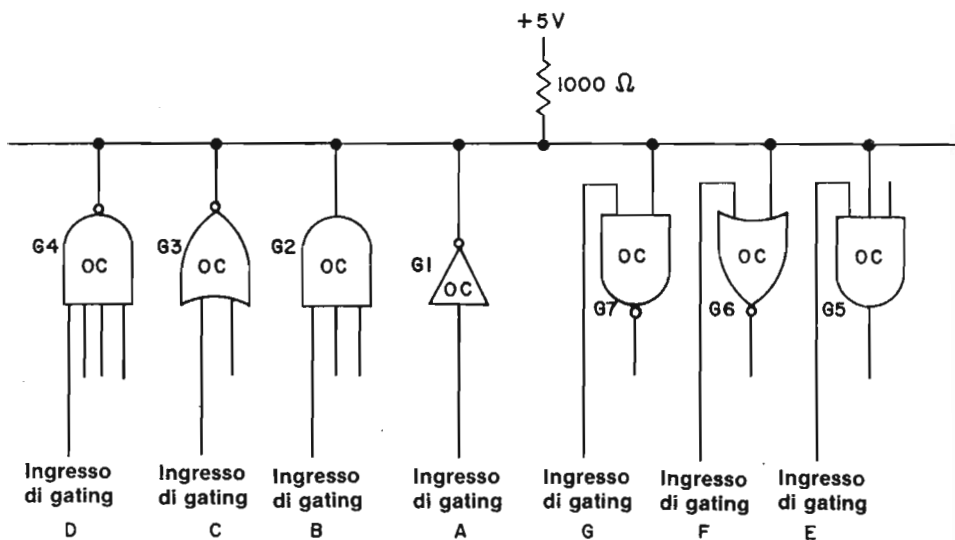 +5V
1000 Ω
G4
OC
G3
OC
G2
OC
G1
OC
OC
G7
OC
G6
OC
G5
Ingresso
di gating
D
Ingresso
di gating
C
Ingresso
di gating
B
Ingresso
di gating
A
Ingresso
di gating
G
Ingresso
di gating
F
Ingresso
di gating
E